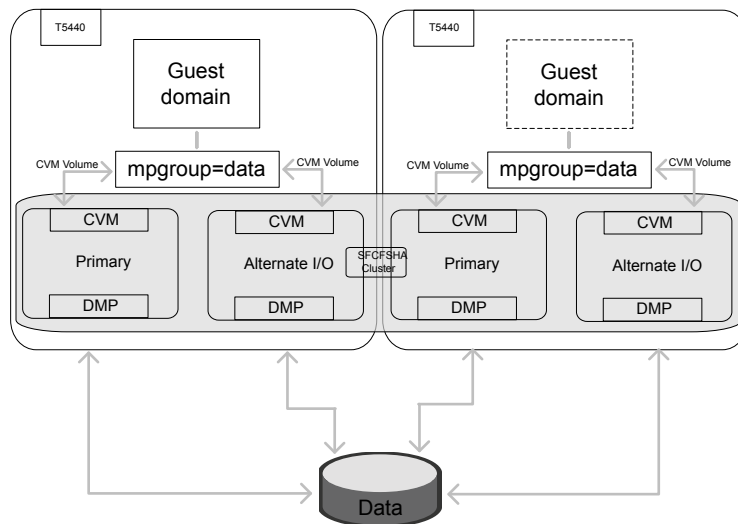 T5440
T5440
Guest
domain
Guest
domain
CVM Volume
mpgroup=data
CVM Volume
CVM Volume
mpgroup=data
CVM Volume
CVM
CVM
CVM
CVM
Primary
Alternate I/O
SFCFSHA
Cluster
Primary
Alternate I/O
DMP
DMP
DMP
DMP
Data